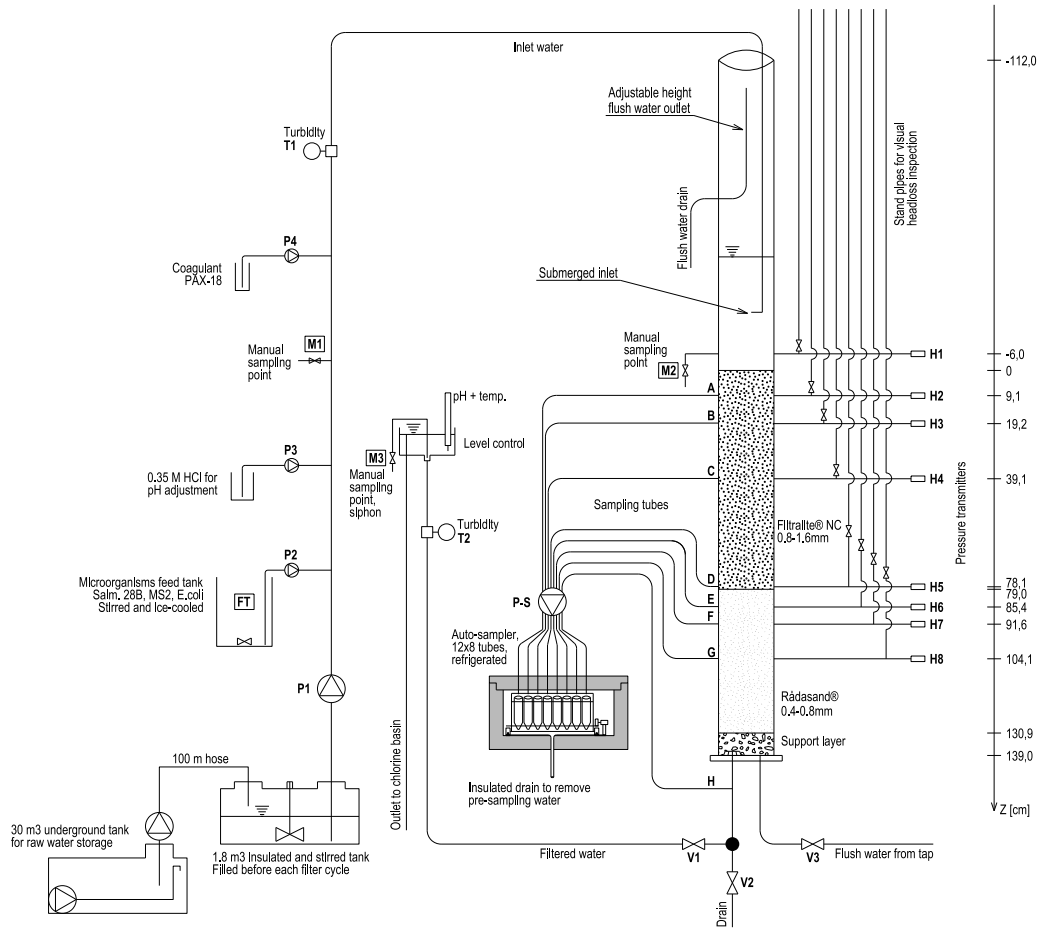 Inlet water
-112,0
Adjustable height
flush water outlet
Turbidity
T1
Stand pipes for visual
headloss inspection
Flush water drain
P4
Coagulant
PAX-18
Submerged inlet
M1
Manual
sampling
point
Manual
sampling
point
M2
H1
-6,0
0
A
H2
9,1
pH + temp.
B
H3
19,2
Level control
P3
M3
0.35 M HCl for
pH adjustment
Manual
sampling
point,
siphon
C
H4
39,1
Sampling tubes
Filtralite® NC
0.8-1.6mm
Pressure transmitters
Turbidity
T2
P2
Microorganisms feed tank
Salm. 28B, MS2, E.coli
Stirred and Ice-cooled
FT
D
H5
78,1
79,0
E
H6
85,4
P-S
F
H7
91,6
Auto-sampler,
12x8 tubes,
refrigerated
G
H8
104,1
P1
Rådasand®
0.4-0.8mm
130,9
Support layer
139,0
100 m hose
Outlet to chlorine basin
Insulated drain to remove
pre-sampling water
H
Z [cm]
30 m3 underground tank
for raw water storage
1.8 m3 Insulated and stirred tank
Filled before each filter cycle
Filtered water
V1
V3
Flush water from tap
V2
Drain